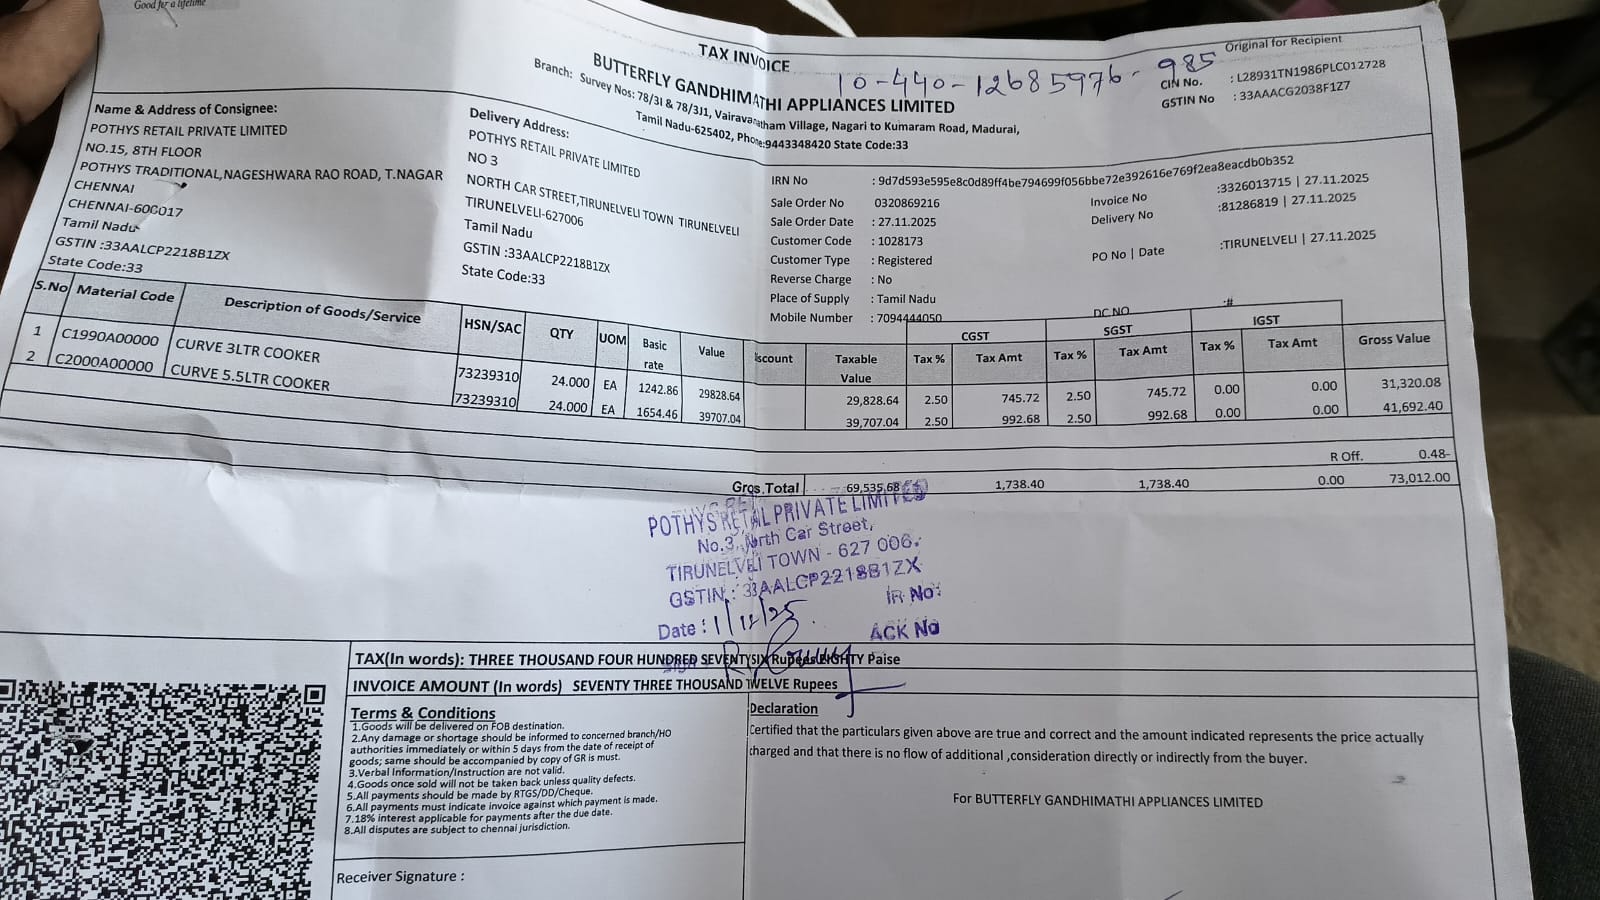 Good for a lifetime
TAX INVOICE
Original for Recipient
10-440-12685976-985
BUTTERFLY GANDHIMATHI APPLIANCES LIMITED
Branch: Survey Nos: 78/3I & 78/3J1, Vairavanatham Village, Nagari to Kumaram Road, Madurai,
Tamil Nadu-625402, Phone:9443348420 State Code:33
CIN No. : L28931TN1986PLC012728
GSTIN No : 33AAACG2038F1Z7
Name & Address of Consignee:
POTHYS RETAIL PRIVATE LIMITED
NO.15, 8TH FLOOR
POTHYS TRADITIONAL,NAGESHWARA RAO ROAD, T.NAGAR
CHENNAI
CHENNAI-600017
Tamil Nadu
GSTIN :33AALCP2218B1ZX
State Code:33
Delivery Address:
POTHYS RETAIL PRIVATE LIMITED
NO 3
NORTH CAR STREET,TIRUNELVELI TOWN TIRUNELVELI
TIRUNELVELI-627006
Tamil Nadu
GSTIN :33AALCP2218B1ZX
State Code:33
IRN No : 9d7d593e595e8c0d89ff4be794699f056bbe72e392616e769f2ea8eacdb0b352
Sale Order No 0320869216
Sale Order Date : 27.11.2025
Customer Code : 1028173
Customer Type : Registered
Reverse Charge : No
Place of Supply : Tamil Nadu
Mobile Number : 7094444050
Invoice No :3326013715 | 27.11.2025
Delivery No :81286819 | 27.11.2025
PO No | Date :TIRUNELVELI | 27.11.2025
DC NO :#
S.No Material Code Description of Goods/Service HSN/SAC QTY UOM Basic rate Value iscount Taxable Value CGST Tax % Tax Amt SGST Tax % Tax Amt IGST Tax % Tax Amt Gross Value
1 C1990A00000 CURVE 3LTR COOKER 73239310 24.000 EA 1242.86 29828.64 29,828.64 2.50 745.72 2.50 745.72 0.00 0.00 31,320.08
2 C2000A00000 CURVE 5.5LTR COOKER 73239310 24.000 EA 1654.46 39707.04 39,707.04 2.50 992.68 2.50 992.68 0.00 0.00 41,692.40
R Off. 0.48-
Gros.Total 69,535.68 1,738.40 1,738.40 0.00 73,012.00
POTHYS RETAIL PRIVATE LIMITED
No.3, North Car Street,
TIRUNELVELI TOWN - 627 006.
GSTIN : 33AALCP2218B1ZX
IR No:
Date : 1/12/25
ACK No
TAX(In words): THREE THOUSAND FOUR HUNDRED SEVENTYSIX Rupees EIGHTY Paise
INVOICE AMOUNT (In words) SEVENTY THREE THOUSAND TWELVE Rupees
Terms & Conditions
1.Goods will be delivered on FOB destination.
2.Any damage or shortage should be informed to concerned branch/HO
authorities immediately or within 5 days from the date of receipt of
goods; same should be accompanied by copy of GR is must.
3.Verbal Information/Instruction are not valid.
4.Goods once sold will not be taken back unless quality defects.
5.All payments should be made by RTGS/DD/Cheque.
6.All payments must indicate invoice against which payment is made.
7.18% interest applicable for payments after the due date.
8.All disputes are subject to chennai jurisdiction.
Declaration
Certified that the particulars given above are true and correct and the amount indicated represents the price actually
charged and that there is no flow of additional ,consideration directly or indirectly from the buyer.
For BUTTERFLY GANDHIMATHI APPLIANCES LIMITED
Receiver Signature :